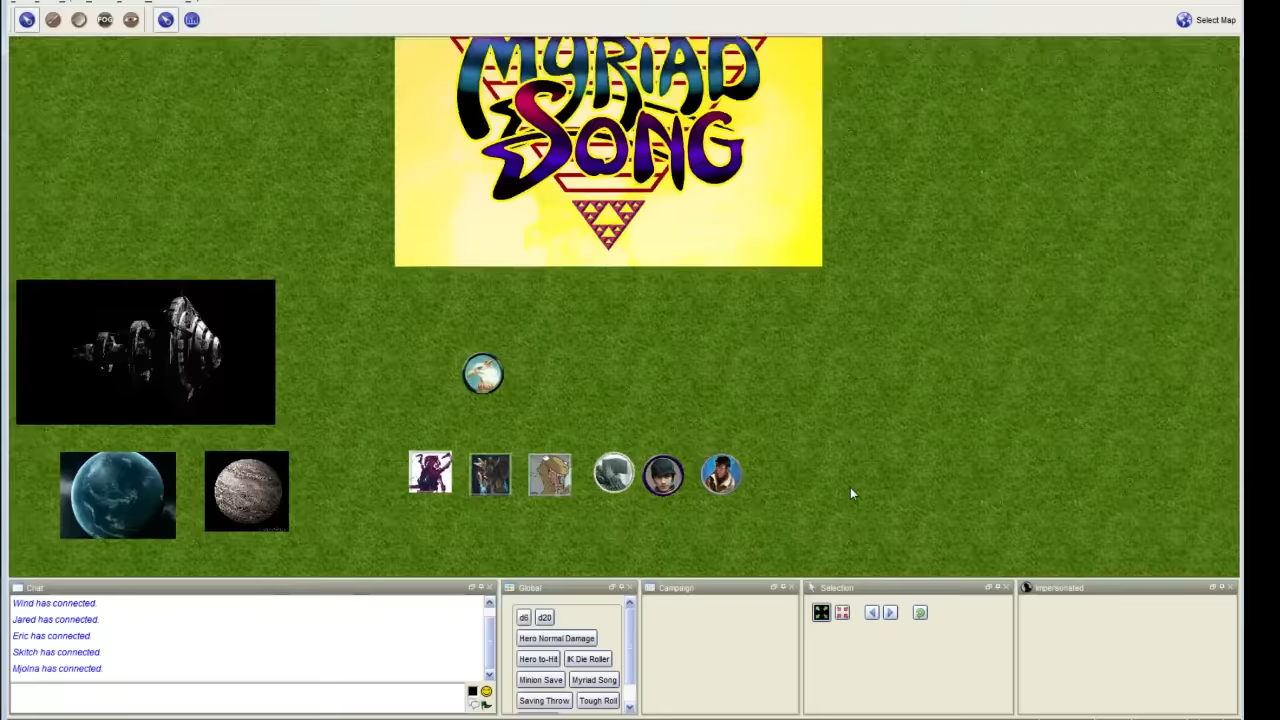 FOG
Select Map
MYRIAD
SONG
Chat
Global
Campaign
Selection
Impersonated
Wind has connected.
Jared has connected.
Eric has connected.
Skitch has connected.
Mjolna has connected.
d6 d20
Hero Normal Damage
Hero to-Hit IK Die Roller
Minion Save Myriad Song
Saving Throw Tough Roll